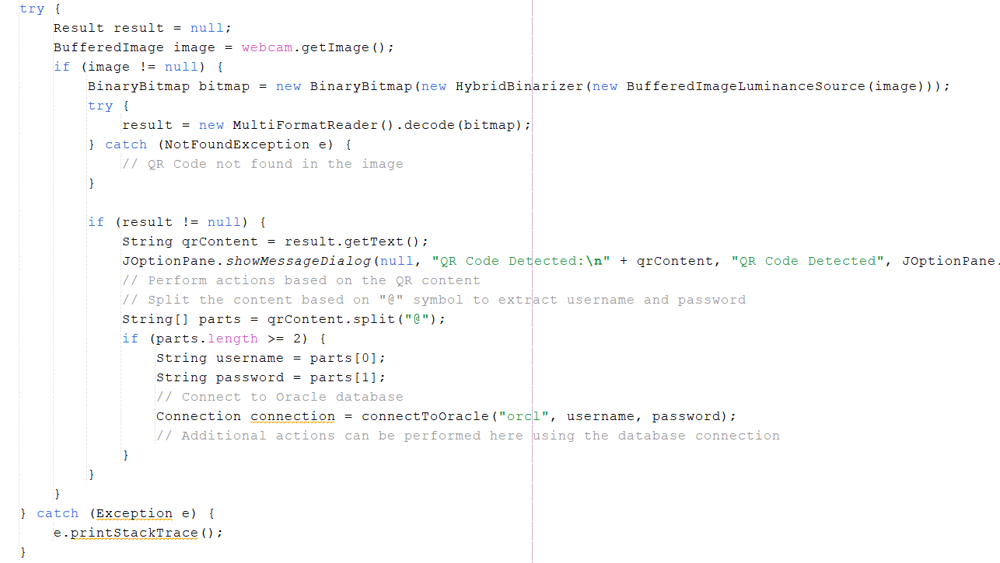 try {
    Result result = null;
    BufferedImage image = webcam.getImage();
    if (image != null) {
        BinaryBitmap bitmap = new BinaryBitmap(new HybridBinarizer(new BufferedImageLuminanceSource(image)));
        try {
            result = new MultiFormatReader().decode(bitmap);
        } catch (NotFoundException e) {
            // QR Code not found in the image
        }

        if (result != null) {
            String qrContent = result.getText();
            JOptionPane.showMessageDialog(null, "QR Code Detected:\n" + qrContent, "QR Code Detected", JOptionPane.
            // Perform actions based on the QR content
            // Split the content based on "@" symbol to extract username and password
            String[] parts = qrContent.split("@");
            if (parts.length >= 2) {
                String username = parts[0];
                String password = parts[1];
                // Connect to Oracle database
                Connection connection = connectToOracle("orcl", username, password);
                // Additional actions can be performed here using the database connection
            }
        }
    }
} catch (Exception e) {
    e.printStackTrace();
}